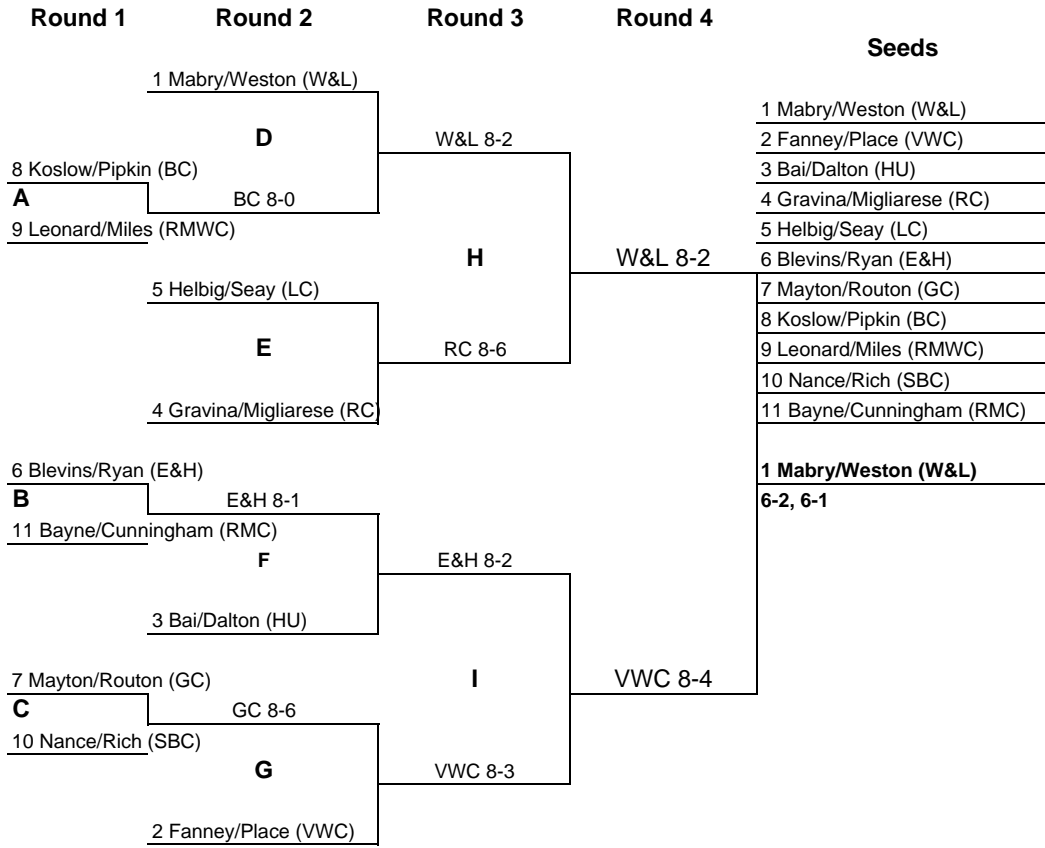 Round 1 Round 2 Round 3 Round 4
Seeds
1 Mabry/Weston (W&L)
1 Mabry/Weston (W&L)
D W&L 8-2
2 Fanney/Place (VWC)
8 Koslow/Pipkin (BC)
3 Bai/Dalton (HU)
A BC 8-0
4 Gravina/Migliarese (RC)
9 Leonard/Miles (RMWC)
5 Helbig/Seay (LC)
H W&L 8-2
6 Blevins/Ryan (E&H)
5 Helbig/Seay (LC)
7 Mayton/Routon (GC)
8 Koslow/Pipkin (BC)
E RC 8-6
9 Leonard/Miles (RMWC)
10 Nance/Rich (SBC)
4 Gravina/Migliarese (RC)
11 Bayne/Cunningham (RMC)
6 Blevins/Ryan (E&H)
1 Mabry/Weston (W&L)
B E&H 8-1
6-2, 6-1
11 Bayne/Cunningham (RMC)
F E&H 8-2
3 Bai/Dalton (HU)
7 Mayton/Routon (GC)
I VWC 8-4
C GC 8-6
10 Nance/Rich (SBC)
G VWC 8-3
2 Fanney/Place (VWC)